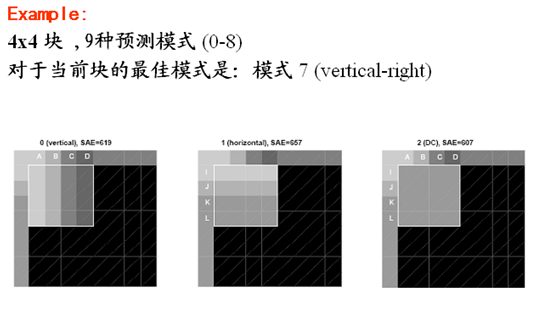 Example:
4x4 块 ,9种预测模式 (0-8)
对于当前块的最佳模式是: 模式 7 (vertical-right)
0 (vertical), SAE=619
1 (horizontal), SAE=657
2 (DC), SAE=607
A B C D
I
J
K
L
A B C D
I
J
K
L